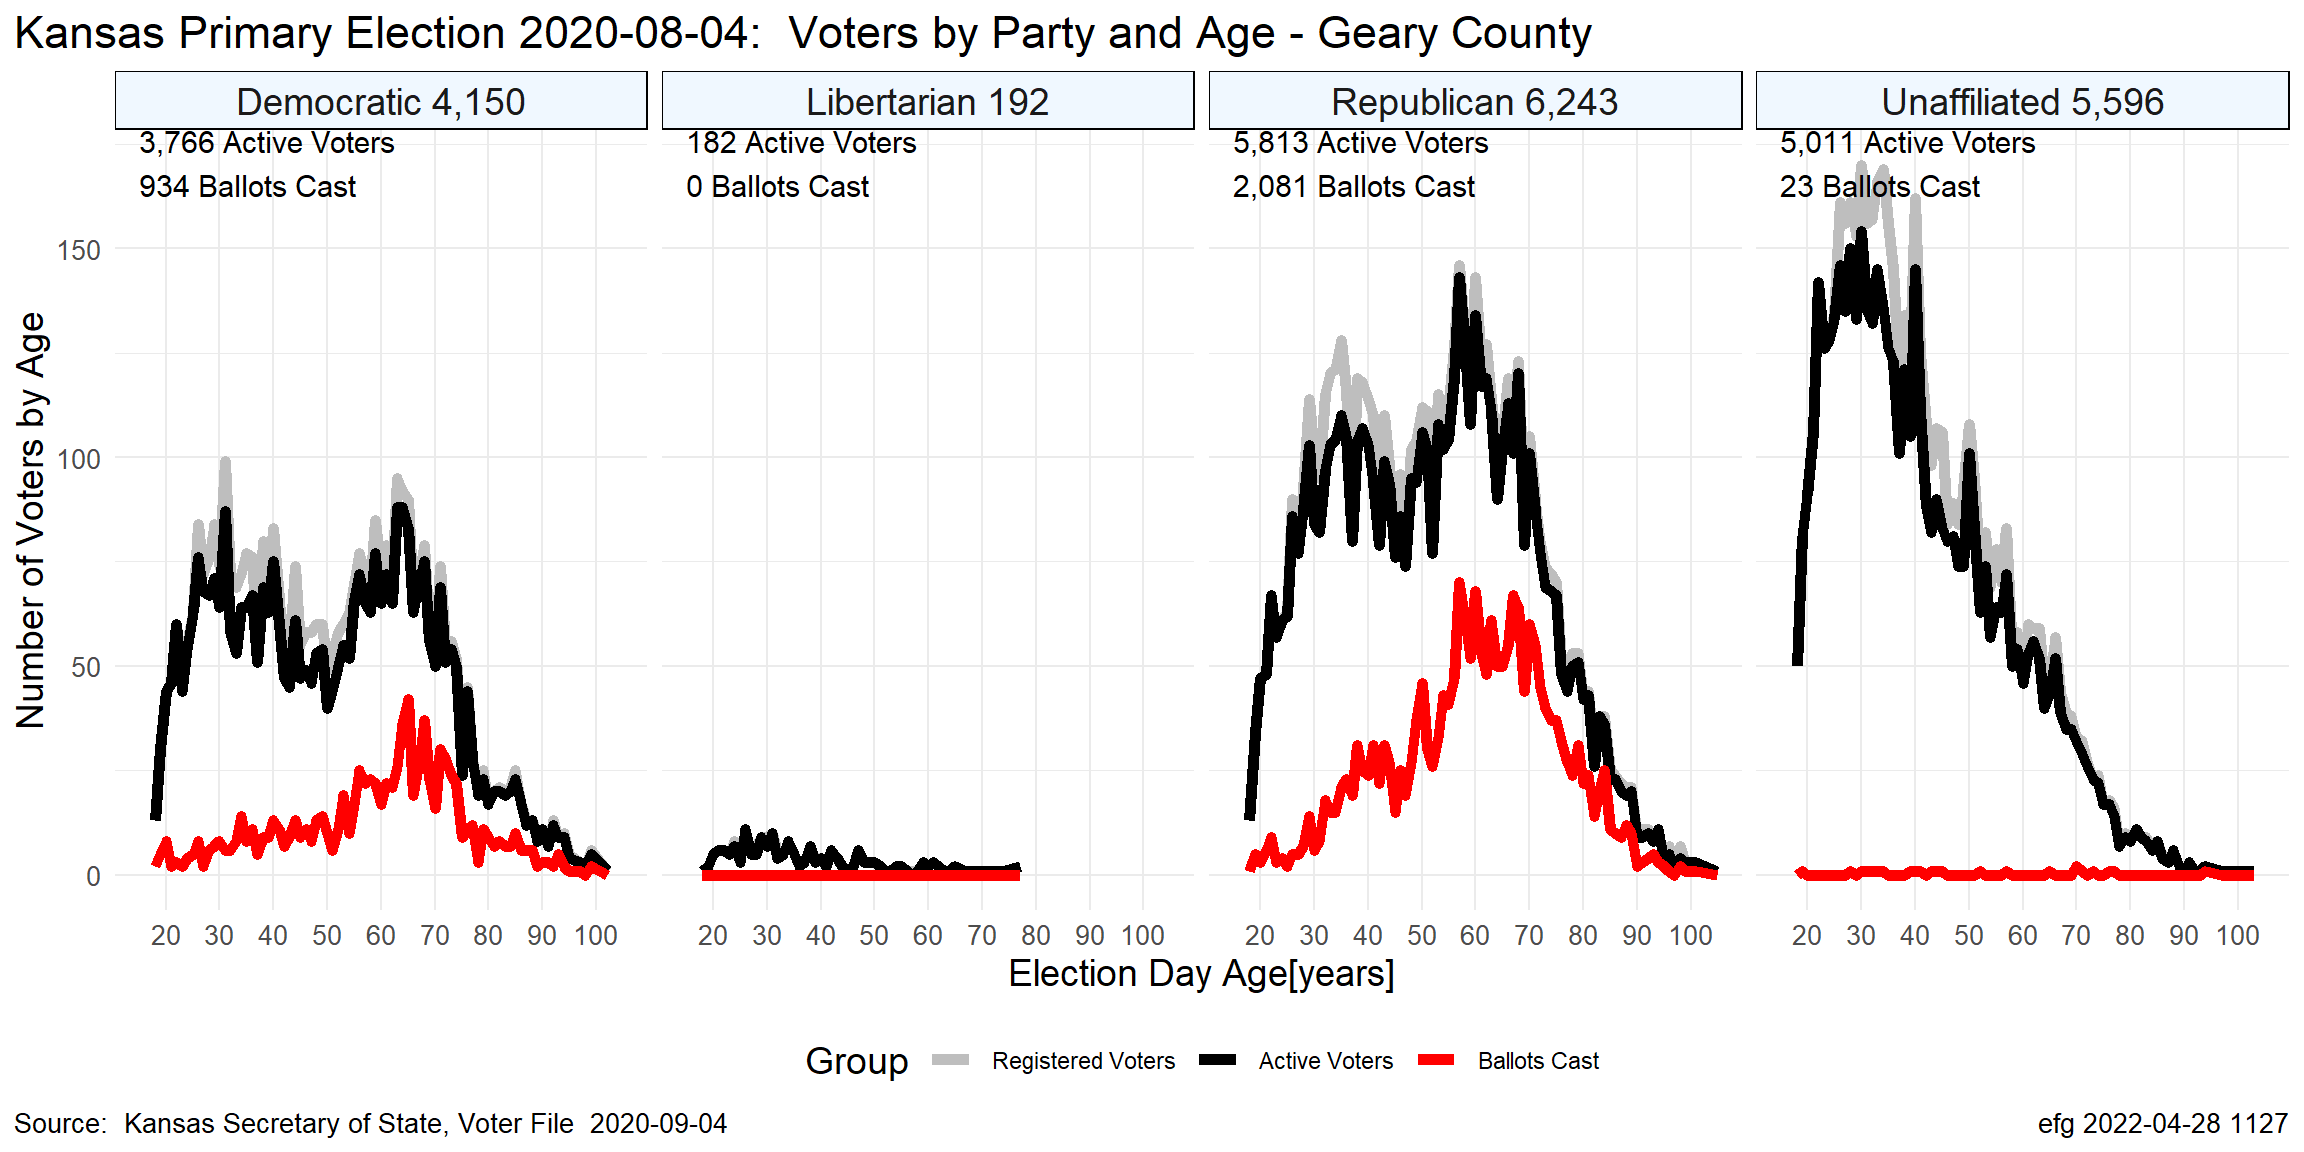 Kansas Primary Election 2020-08-04:  Voters by Party and Age - Geary County
Democratic 4,150
Libertarian 192
Republican 6,243
Unaffiliated 5,596
3,766 Active Voters
934 Ballots Cast
182 Active Voters
0 Ballots Cast
5,813 Active Voters
2,081 Ballots Cast
5,011 Active Voters
23 Ballots Cast
Number of Voters by Age
150
100
50
0
20 30 40 50 60 70 80 90 100
20 30 40 50 60 70 80 90 100
20 30 40 50 60 70 80 90 100
20 30 40 50 60 70 80 90 100
Election Day Age[years]
Group Registered Voters Active Voters Ballots Cast
Source:  Kansas Secretary of State, Voter File  2020-09-04
efg 2022-04-28 1127